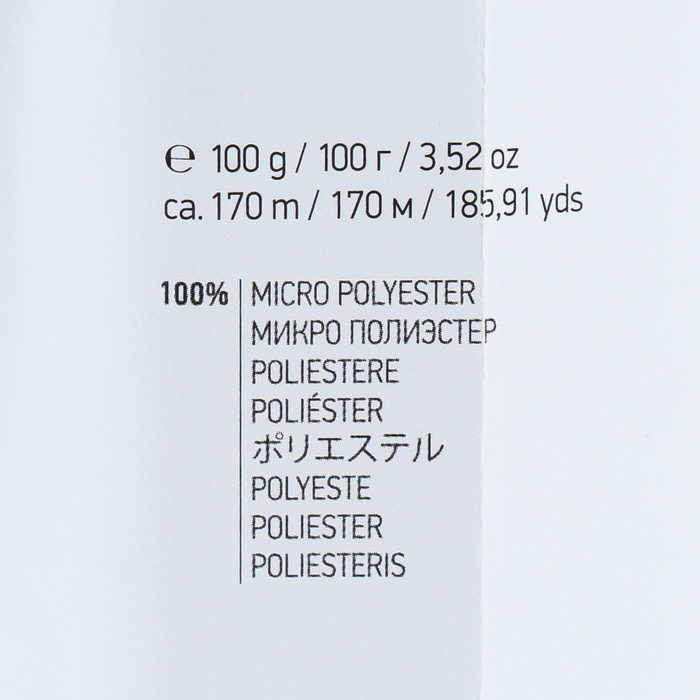 ℮ 100 g / 100 г / 3,52 oz
ca. 170 m / 170 м / 185,91 yds
100% MICRO POLYESTER
МИКРО ПОЛИЭСТЕР
POLIESTERE
POLIÉSTER
ポリエステル
POLYESTE
POLIESTER
POLIESTERIS